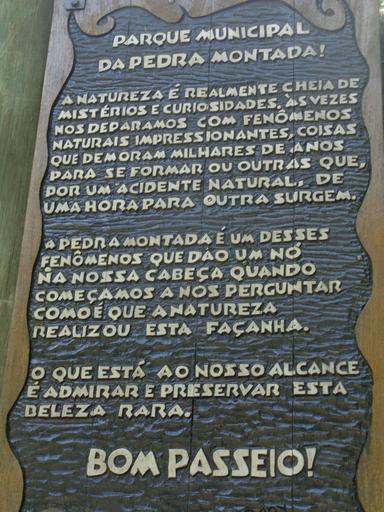 PARQUE MUNICIPAL
DA PEDRA MONTADA!
A NATUREZA É REALMENTE CHEIA DE
MISTÉRIOS E CURIOSIDADES, ÀS VEZES
NOS DEPARAMOS COM FENÔMENOS
NATURAIS IMPRESSIONANTES, COISAS
QUE DEMORAM MILHARES DE ANOS
PARA SE FORMAR OU OUTRAS QUE,
POR UM ACIDENTE NATURAL, DE
UMA HORA PARA OUTRA SURGEM.
A PEDRA MONTADA É UM DESSES
FENÔMENOS QUE DÃO UM NÓ
NA NOSSA CABEÇA QUANDO
COMEÇAMOS A NOS PERGUNTAR
COMO É QUE A NATUREZA
REALIZOU ESTA FAÇANHA.
O QUE ESTÁ AO NOSSO ALCANCE
É ADMIRAR E PRESERVAR ESTA
BELEZA RARA.
BOM PASSEIO!